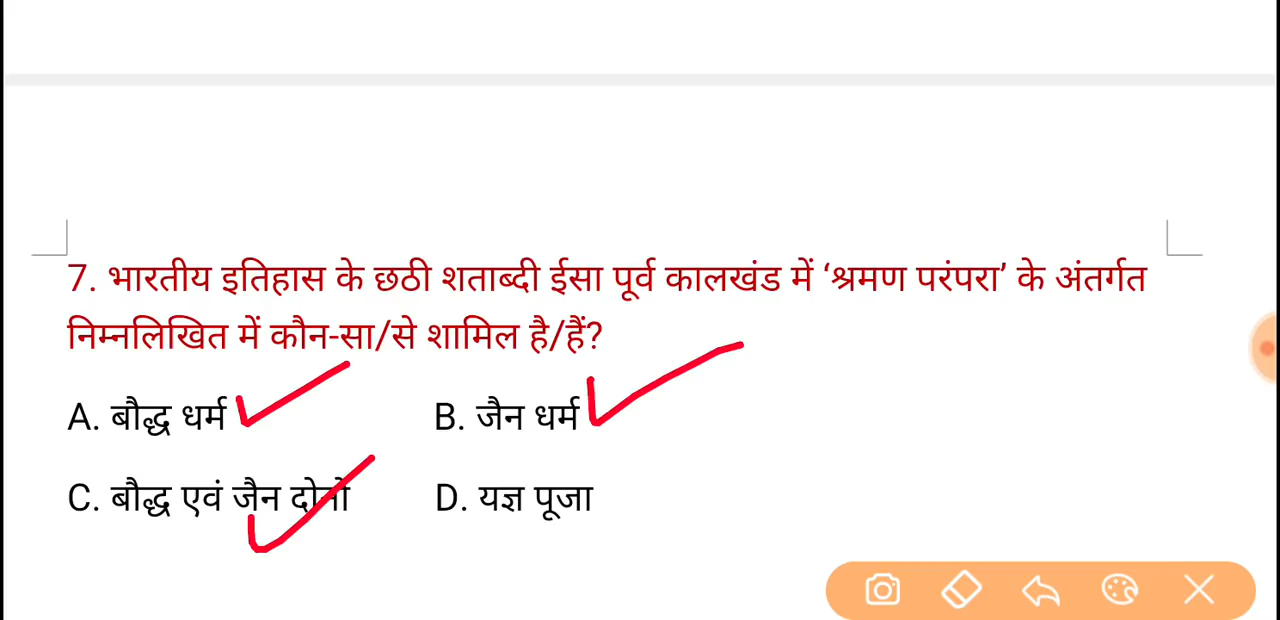 7. भारतीय इतिहास के छठी शताब्दी ईसा पूर्व कालखंड में ‘श्रमण परंपरा’ के अंतर्गत
निम्नलिखित में कौन-सा/से शामिल है/हैं?
A. बौद्ध धर्म B. जैन धर्म
C. बौद्ध एवं जैन दोनो D. यज्ञ पूजा